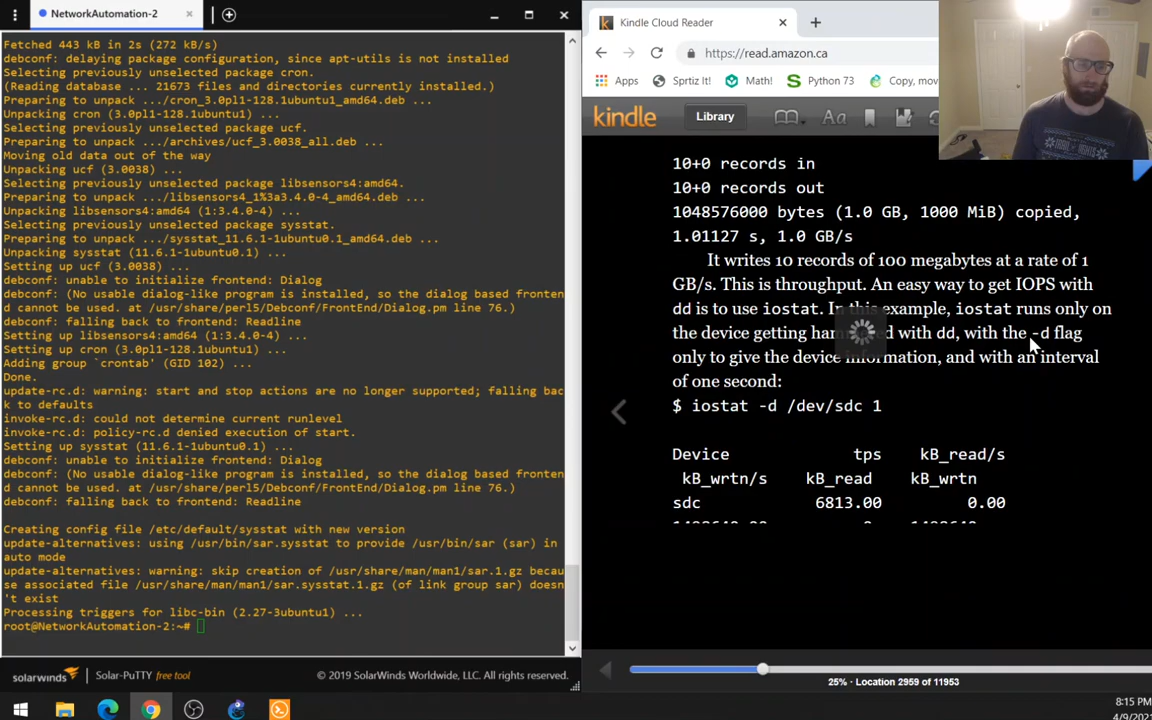 NetworkAutomation-2
Fetched 443 kB in 2s (272 kB/s)
debconf: delaying package configuration, since apt-utils is not installed
Selecting previously unselected package cron.
(Reading database ... 21673 files and directories currently installed.)
Preparing to unpack .../cron_3.0pl1-128.1ubuntu1_amd64.deb ...
Unpacking cron (3.0pl1-128.1ubuntu1) ...
Selecting previously unselected package ucf.
Preparing to unpack .../archives/ucf_3.0038_all.deb ...
Moving old data out of the way
Unpacking ucf (3.0038) ...
Selecting previously unselected package libsensors4:amd64.
Preparing to unpack .../libsensors4_1%3a3.4.0-4_amd64.deb ...
Unpacking libsensors4:amd64 (1:3.4.0-4) ...
Selecting previously unselected package sysstat.
Preparing to unpack .../sysstat_11.6.1-1ubuntu0.1_amd64.deb ...
Unpacking sysstat (11.6.1-1ubuntu0.1) ...
Setting up ucf (3.0038) ...
debconf: unable to initialize frontend: Dialog
debconf: (No usable dialog-like program is installed, so the dialog based fronten
d cannot be used. at /usr/share/perl5/Debconf/FrontEnd/Dialog.pm line 76.)
debconf: falling back to frontend: Readline
Setting up libsensors4:amd64 (1:3.4.0-4) ...
Setting up cron (3.0pl1-128.1ubuntu1) ...
Adding group `crontab' (GID 102) ...
Done.
update-rc.d: warning: start and stop actions are no longer supported; falling bac
k to defaults
invoke-rc.d: could not determine current runlevel
invoke-rc.d: policy-rc.d denied execution of start.
Setting up sysstat (11.6.1-1ubuntu0.1) ...
debconf: unable to initialize frontend: Dialog
debconf: (No usable dialog-like program is installed, so the dialog based fronten
d cannot be used. at /usr/share/perl5/Debconf/FrontEnd/Dialog.pm line 76.)
debconf: falling back to frontend: Readline
Creating config file /etc/default/sysstat with new version
update-alternatives: using /usr/bin/sar.sysstat to provide /usr/bin/sar (sar) in
auto mode
update-alternatives: warning: skip creation of /usr/share/man/man1/sar.1.gz becau
se associated file /usr/share/man/man1/sar.sysstat.1.gz (of link group sar) doesn
't exist
Processing triggers for libc-bin (2.27-3ubuntu1) ...
root@NetworkAutomation-2:~#
solarwinds Solar-PuTTY free tool © 2019 SolarWinds Worldwide, LLC. All rights reserved.
Kindle Cloud Reader
https://read.amazon.ca
Apps Sprtiz It! Math! Python 73 Copy, mov
kindle Library Aa
10+0 records in
10+0 records out
1048576000 bytes (1.0 GB, 1000 MiB) copied,
1.01127 s, 1.0 GB/s
It writes 10 records of 100 megabytes at a rate of 1
GB/s. This is throughput. An easy way to get IOPS with
dd is to use iostat. In this example, iostat runs only on
the device getting with dd, with the -d flag
only to give the device information, and with an interval
of one second:
$ iostat -d /dev/sdc 1
Device tps kB_read/s
kB_wrtn/s kB_read kB_wrtn
sdc 6813.00 0.00
25% · Location 2959 of 11953
8:15 PM